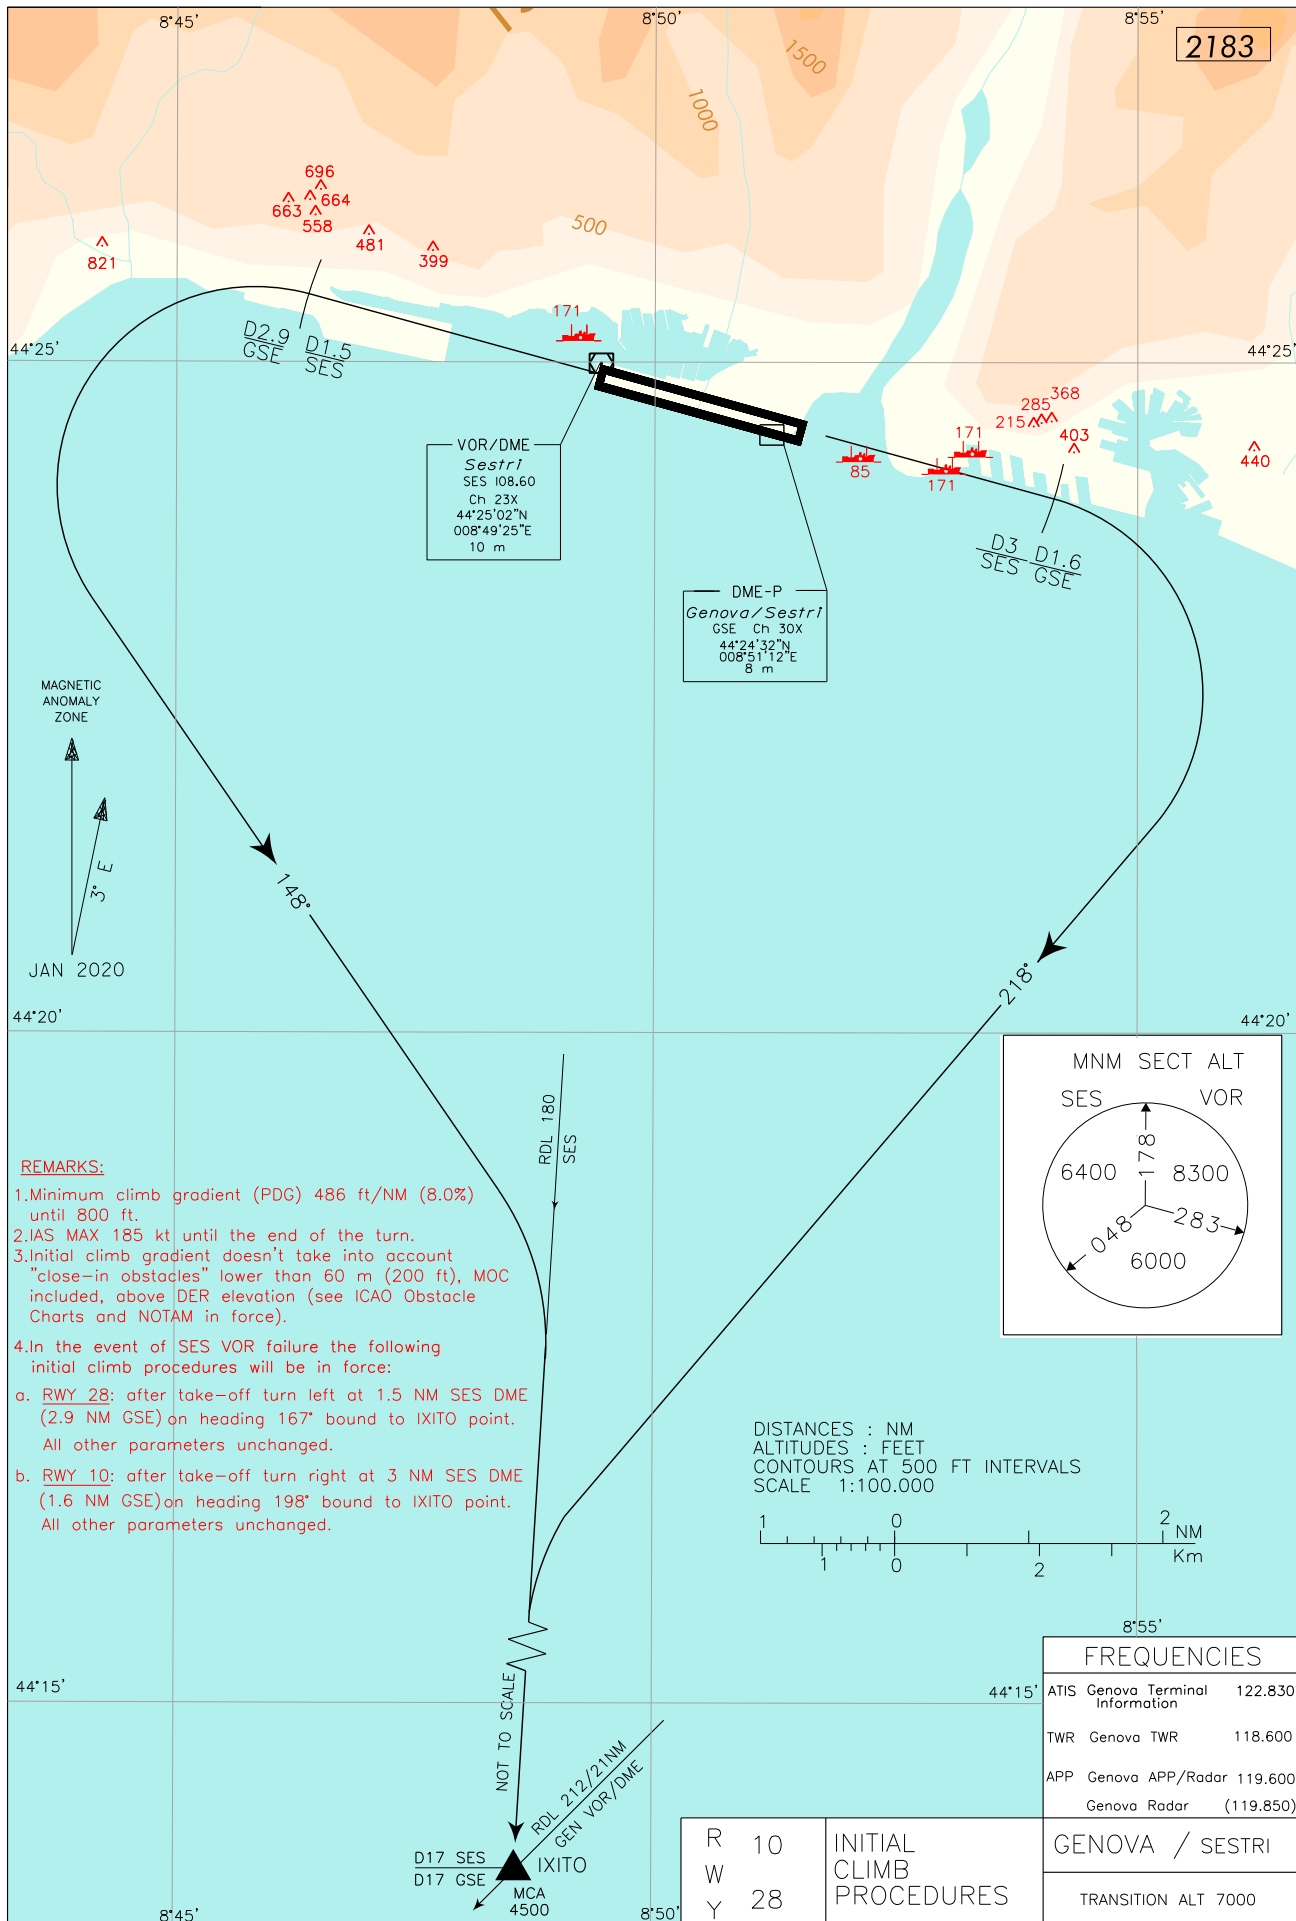 8°45'
8°50'
8°55'
2183
1500
1000
500
696
663
664
558
481
399
821
171
D2.9 D1.5
GSE SES
44°25'
44°25'
VOR/DME
Sestri
SES 108.60
Ch 23X
44°25'02"N
008°49'25"E
10 m
285
368
215
403
171
85
171
440
D3 D1.6
SES GSE
DME-P
Genova/Sestri
GSE Ch 30X
44°24'32"N
008°51'12"E
8 m
MAGNETIC
ANOMALY
ZONE
3° E
JAN 2020
148°
218°
44°20'
44°20'
RDL 180
SES
MNM SECT ALT
SES VOR
6400
178
8300
048
283
6000
REMARKS:
1.Minimum climb gradient (PDG) 486 ft/NM (8.0%)
until 800 ft.
2.IAS MAX 185 kt until the end of the turn.
3.Initial climb gradient doesn't take into account
"close-in obstacles" lower than 60 m (200 ft), MOC
included, above DER elevation (see ICAO Obstacle
Charts and NOTAM in force).
4.In the event of SES VOR failure the following
initial climb procedures will be in force:
a. RWY 28: after take-off turn left at 1.5 NM SES DME
(2.9 NM GSE) on heading 167° bound to IXITO point.
All other parameters unchanged.
b. RWY 10: after take-off turn right at 3 NM SES DME
(1.6 NM GSE) on heading 198° bound to IXITO point.
All other parameters unchanged.
DISTANCES : NM
ALTITUDES : FEET
CONTOURS AT 500 FT INTERVALS
SCALE 1:100.000
1 0 2 NM
1 0 2 Km
8°55'
44°15'
44°15'
NOT TO SCALE
RDL 212/21NM
GEN VOR/DME
D17 SES
D17 GSE
IXITO
MCA
4500
8°45'
8°50'
FREQUENCIES
ATIS Genova Terminal Information 122.830
TWR Genova TWR 118.600
APP Genova APP/Radar 119.600
Genova Radar (119.850)
RWY 10 28
INITIAL
CLIMB
PROCEDURES
GENOVA / SESTRI
TRANSITION ALT 7000